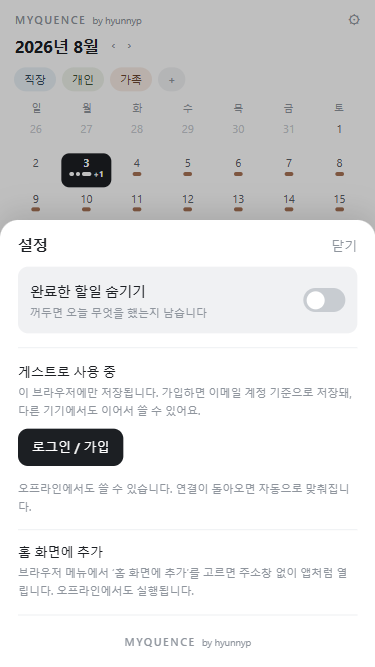 MYQUENCE by hyunnyp
2026년 8월 ‹ ›
직장 개인 가족 +
일 월 화 수 목 금 토
26 27 28 29 30 31 1
2 3 4 5 6 7 8
+1
9 10 11 12 13 14 15
설정 닫기
완료한 할일 숨기기
꺼두면 오늘 무엇을 했는지 남습니다
게스트로 사용 중
이 브라우저에만 저장됩니다. 가입하면 이메일 계정 기준으로 저장돼,
다른 기기에서도 이어서 쓸 수 있어요.
로그인 / 가입
오프라인에서도 쓸 수 있습니다. 연결이 돌아오면 자동으로 맞춰집니
다.
홈 화면에 추가
브라우저 메뉴에서 '홈 화면에 추가'를 고르면 주소창 없이 앱처럼 열
립니다. 오프라인에서도 실행됩니다.
MYQUENCE by hyunnyp